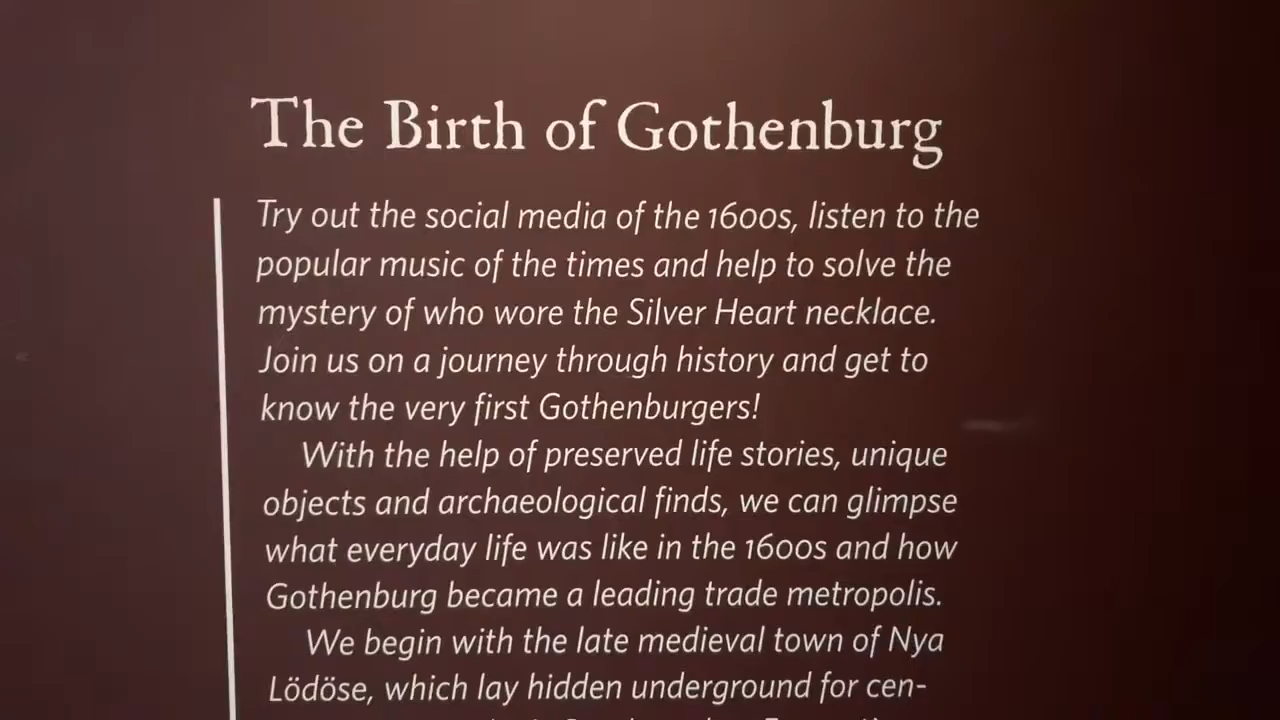 The Birth of Gothenburg
Try out the social media of the 1600s, listen to the
popular music of the times and help to solve the
mystery of who wore the Silver Heart necklace.
Join us on a journey through history and get to
know the very first Gothenburgers!
With the help of preserved life stories, unique
objects and archaeological finds, we can glimpse
what everyday life was like in the 1600s and how
Gothenburg became a leading trade metropolis.
We begin with the late medieval town of Nya
Lödöse, which lay hidden underground for cen-